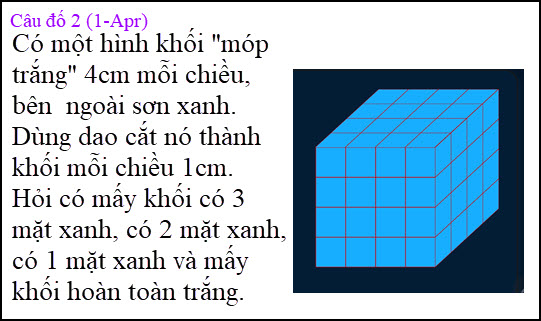 Câu đố 2 (1-Apr)
Có một hình khối "móp
trắng" 4cm mỗi chiều,
bên ngoài sơn xanh.
Dùng dao cắt nó thành
khối mỗi chiều 1cm.
Hỏi có mấy khối có 3
mặt xanh, có 2 mặt xanh,
có 1 mặt xanh và mấy
khối hoàn toàn trắng.